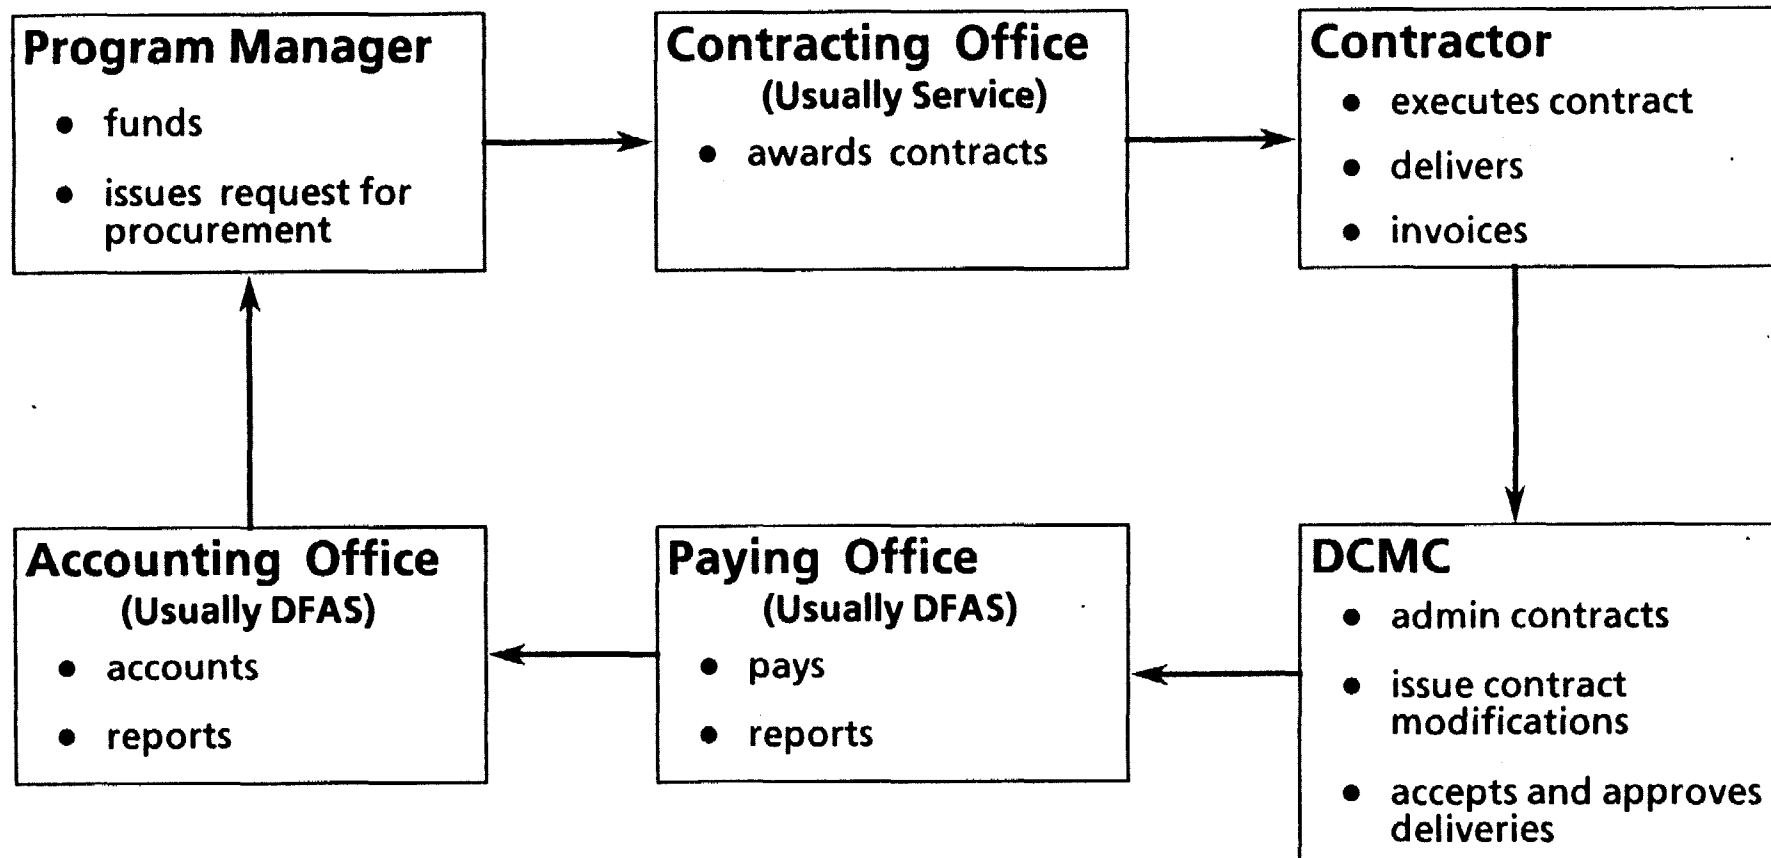 Program Manager
• funds
• issues request for
procurement
Contracting Office
(Usually Service)
• awards contracts
Contractor
• executes contract
• delivers
• invoices
Accounting Office
(Usually DFAS)
• accounts
• reports
Paying Office
(Usually DFAS)
• pays
• reports
DCMC
• admin contracts
• issue contract
modifications
• accepts and approves
deliveries